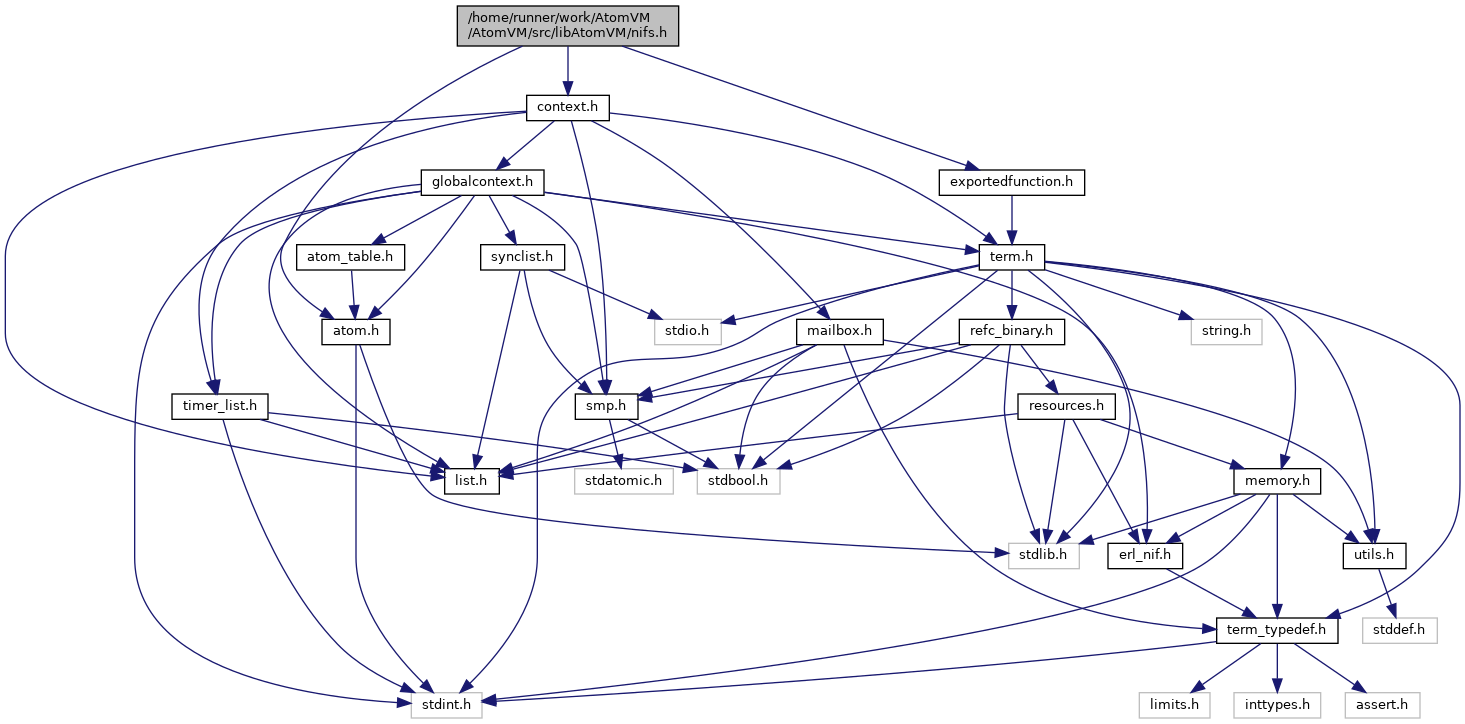 /home/runner/work/AtomVM
/AtomVM/src/libAtomVM/nifs.h
context.h
globalcontext.h
exportedfunction.h
atom_table.h
synclist.h
term.h
atom.h
stdio.h
mailbox.h
refc_binary.h
string.h
timer_list.h
smp.h
resources.h
list.h
stdatomic.h
stdbool.h
memory.h
stdlib.h
erl_nif.h
utils.h
term_typedef.h
stddef.h
stdint.h
limits.h
inttypes.h
assert.h